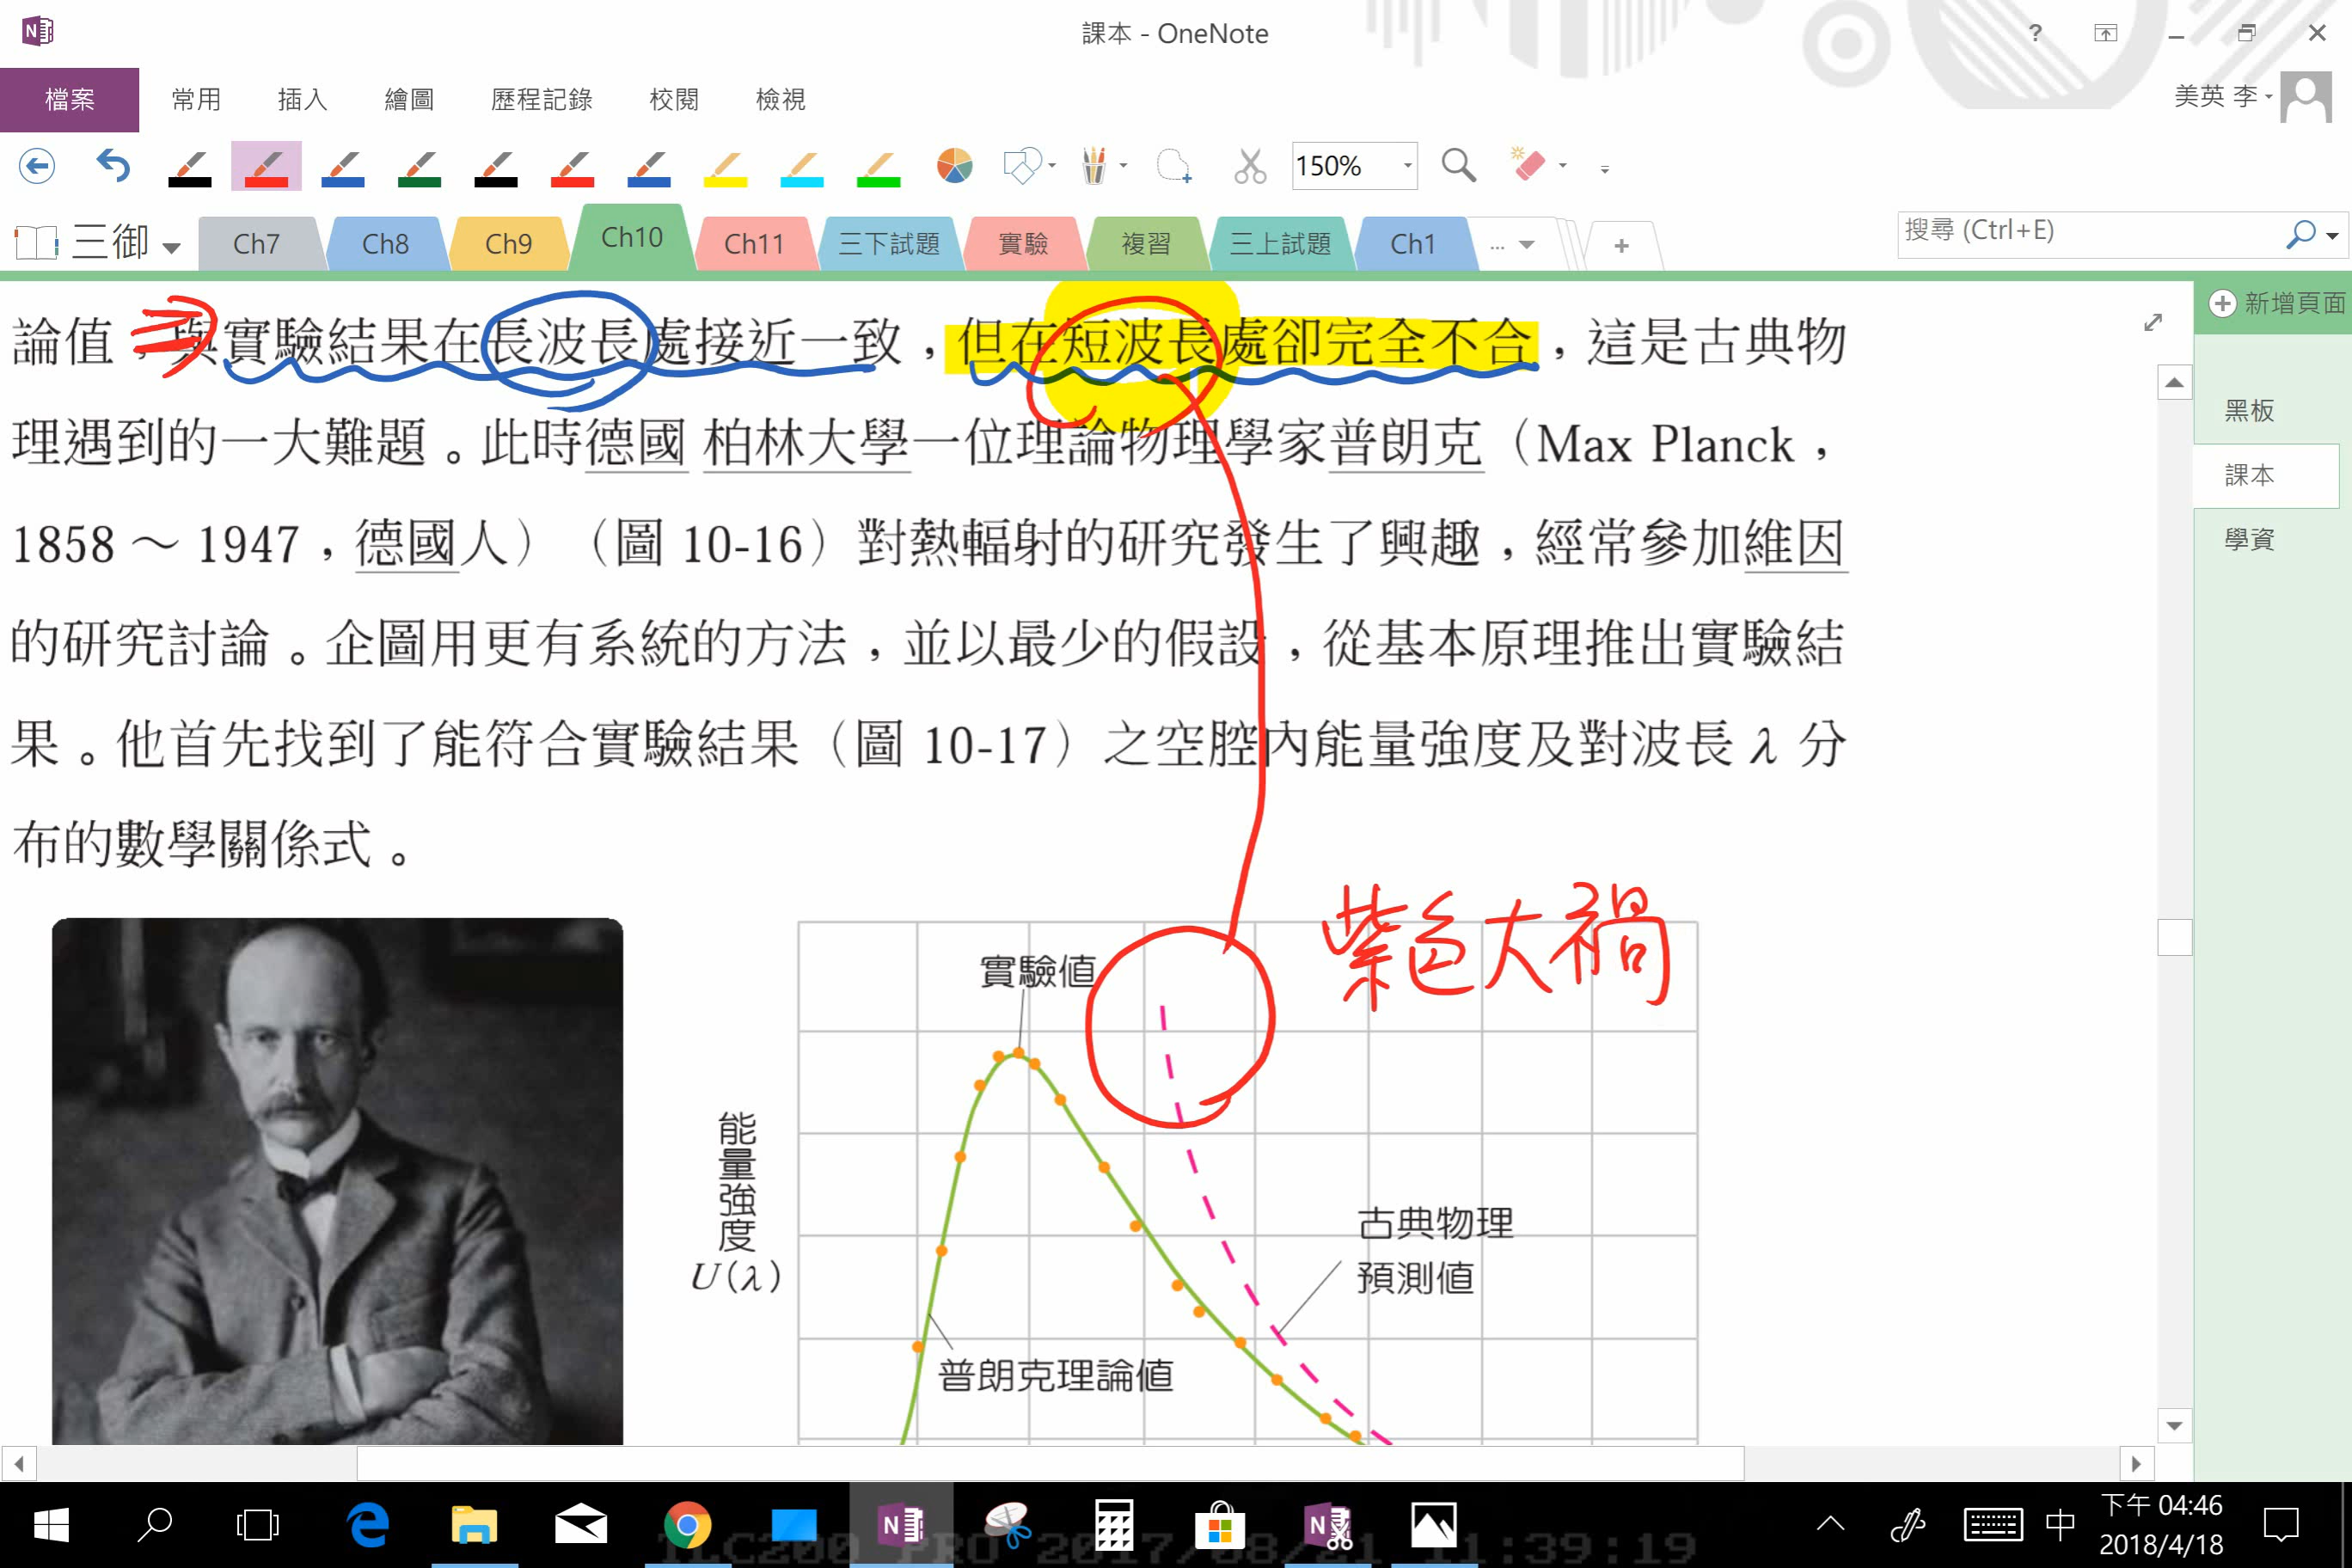 課本 - OneNote
?
檔案 常用 插入 繪圖 歷程記錄 校閱 檢視
美英 李
150%
三御 Ch7 Ch8 Ch9 Ch10 Ch11 三下試題 實驗 複習 三上試題 Ch1 ... +
搜尋 (Ctrl+E)
新增頁面
黑板
課本
學資
論值，與實驗結果在長波長處接近一致，但在短波長處卻完全不合，這是古典物
理遇到的一大難題。此時德國 柏林大學一位理論物理學家普朗克（Max Planck，
1858～1947，德國人）（圖 10-16）對熱輻射的研究發生了興趣，經常參加維因
的研究討論。企圖用更有系統的方法，並以最少的假設，從基本原理推出實驗結
果。他首先找到了能符合實驗結果（圖 10-17）之空腔內能量強度及對波長 λ 分
布的數學關係式。
紫色大禍
實驗值
能量強度
U(λ)
古典物理
預測值
普朗克理論值
中
下午 04:46
2018/4/18
TLC200 PRO 2017/08/21 11:39:19